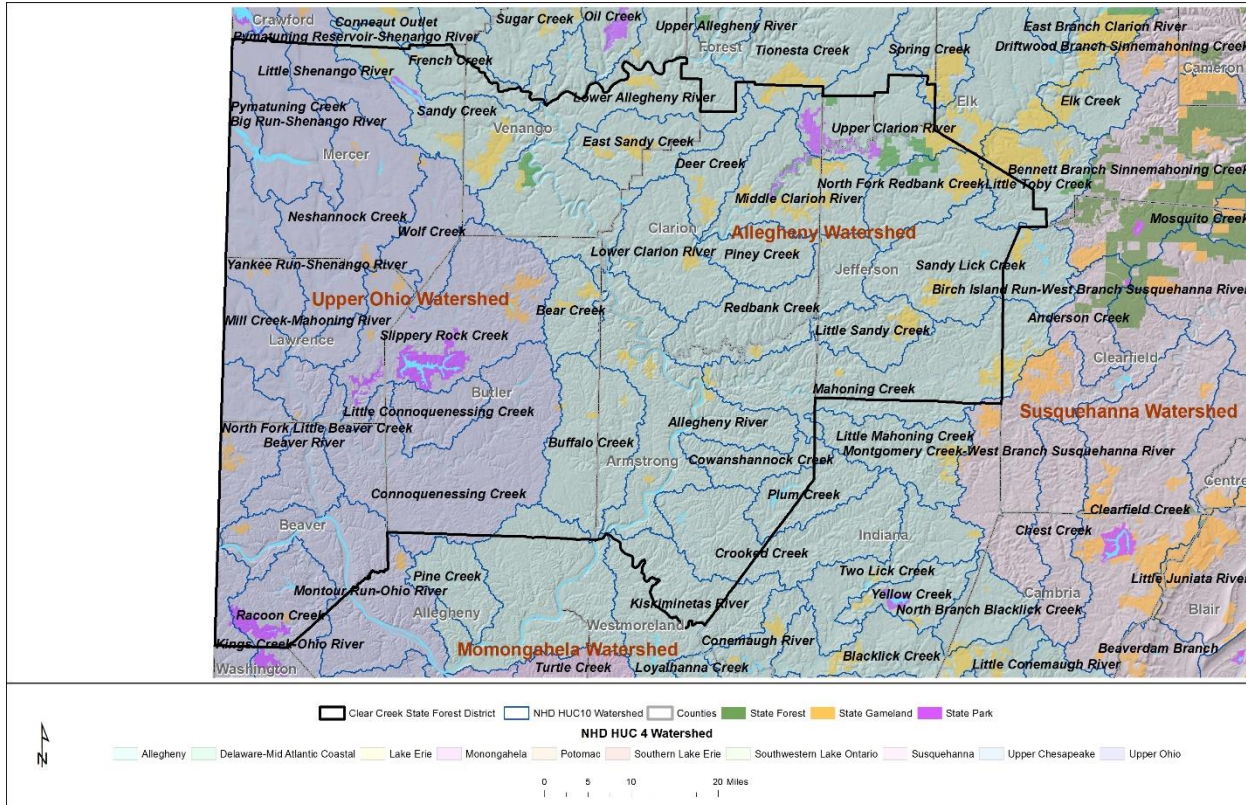 Crawford
Conneaut Outlet
Sugar Creek
Oil Creek
Upper Allegheny River
East Branch Clarion River
Pymatuning Reservoir-Shenango River
French Creek
Forest
Tionesta Creek
Spring Creek
Driftwood Branch Sinnemahoning Creek
Cameron
Little Shenango River
Lower Allegheny River
Elk
Elk Creek
Pymatuning Creek
Sandy Creek
Big Run-Shenango River
Venango
Upper Clarion River
East Sandy Creek
Mercer
Deer Creek
Bennett Branch Sinnemahoning Creek
North Fork Redbank Creek
Little Toby Creek
Middle Clarion River
Neshannock Creek
Mosquito Creek
Wolf Creek
Clarion
Allegheny Watershed
Lower Clarion River
Piney Creek
Sandy Lick Creek
Yankee Run-Shenango River
Jefferson
Birch Island Run-West Branch Susquehanna River
Upper Ohio Watershed
Bear Creek
Redbank Creek
Mill Creek-Mahoning River
Anderson Creek
Slippery Rock Creek
Little Sandy Creek
Lawrence
Clearfield
Butler
Mahoning Creek
Little Connoquenessing Creek
Susquehanna Watershed
North Fork Little Beaver Creek
Allegheny River
Beaver River
Buffalo Creek
Little Mahoning Creek
Montgomery Creek-West Branch Susquehanna River
Armstrong
Cowanshannock Creek
Centre
Connoquenessing Creek
Plum Creek
Clearfield Creek
Beaver
Chest Creek
Indiana
Crooked Creek
Pine Creek
Two Lick Creek
Little Juniata River
Montour Run-Ohio River
Yellow Creek
Cambria
Allegheny
Kiskiminetas River
North Branch Blacklick Creek
Blair
Racoon Creek
Westmoreland
Kings Creek-Ohio River
Conemaugh River
Momongahela Watershed
Beaverdam Branch
Washington
Turtle Creek
Loyalhanna Creek
Blacklick Creek
Little Conemaugh River
Clear Creek State Forest District
NHD HUC10 Watershed
Counties
State Forest
State Gameland
State Park
NHD HUC 4 Watershed
Allegheny
Delaware-Mid Atlantic Coastal
Lake Erie
Monongahela
Potomac
Southern Lake Erie
Southwestern Lake Ontario
Susquehanna
Upper Chesapeake
Upper Ohio
N
0 5 10 20 Miles